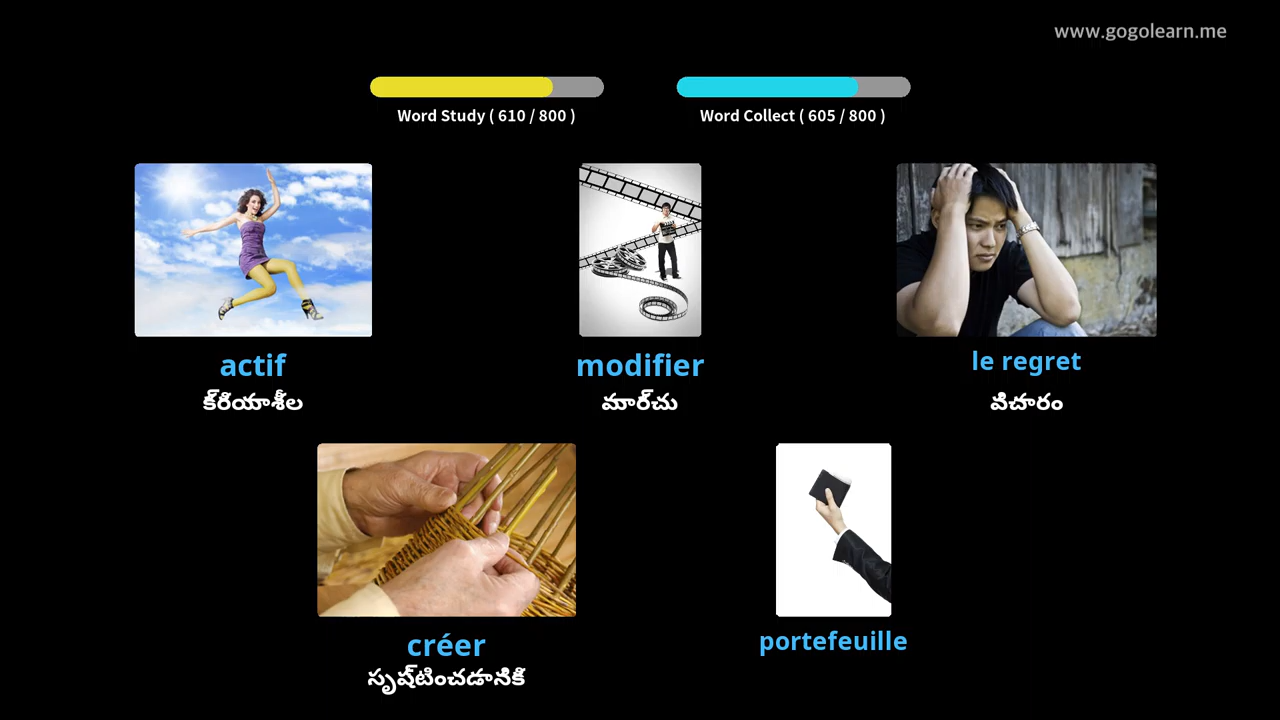 www.gogolearn.me
Word Study ( 610 / 800 )
Word Collect ( 605 / 800 )
actif
క్రియాశీల
modifier
మార్చు
le regret
విచారం
créer
సృష్టించడానికి
portefeuille